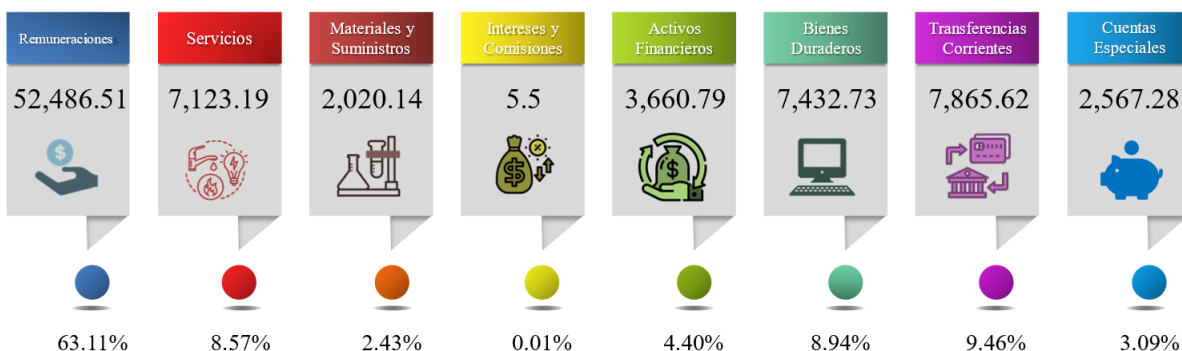 Remuneraciones
Servicios
Materiales y
Suministros
Intereses y
Comisiones
Activos
Financieros
Bienes
Duraderos
Transferencias
Corrientes
Cuentas
Especiales
52,486.51
7,123.19
2,020.14
5.5
3,660.79
7,432.73
7,865.62
2,567.28
63.11%
8.57%
2.43%
0.01%
4.40%
8.94%
9.46%
3.09%